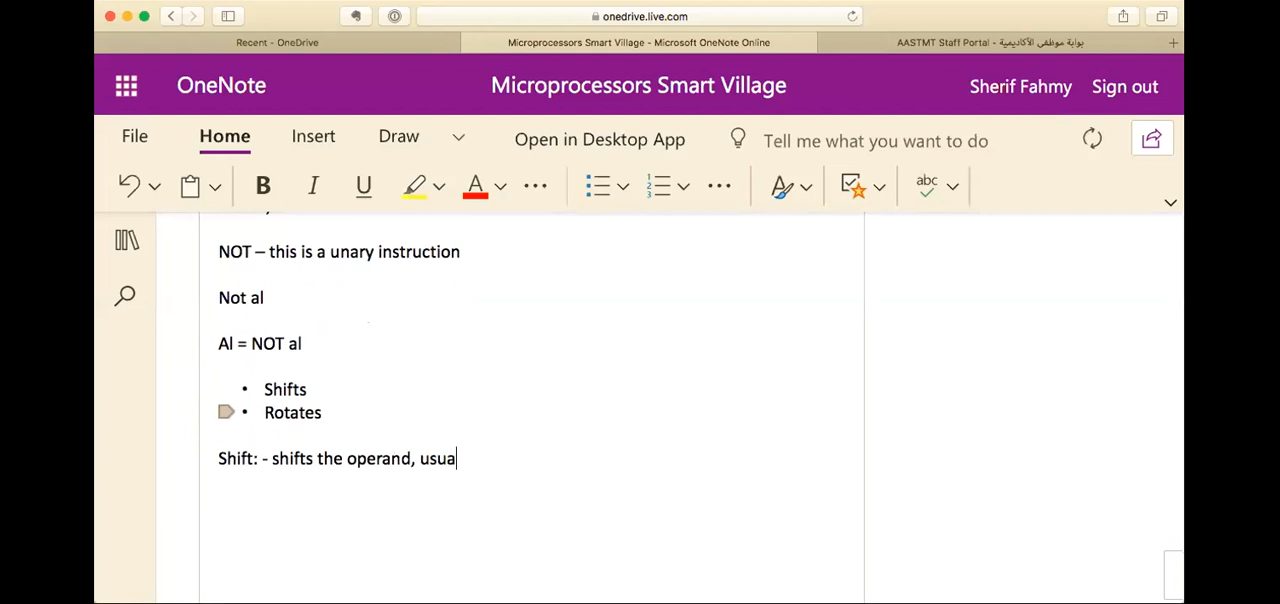 onedrive.live.com
Recent - OneDrive
Microprocessors Smart Village - Microsoft OneNote Online
AASTMT Staff Portal - بوابة موظفى الأكاديمية
OneNote
Microprocessors Smart Village
Sherif Fahmy
Sign out
File
Home
Insert
Draw
Open in Desktop App
Tell me what you want to do
B I U A abc
NOT – this is a unary instruction
Not al
Al = NOT al
• Shifts
• Rotates
Shift: - shifts the operand, usua